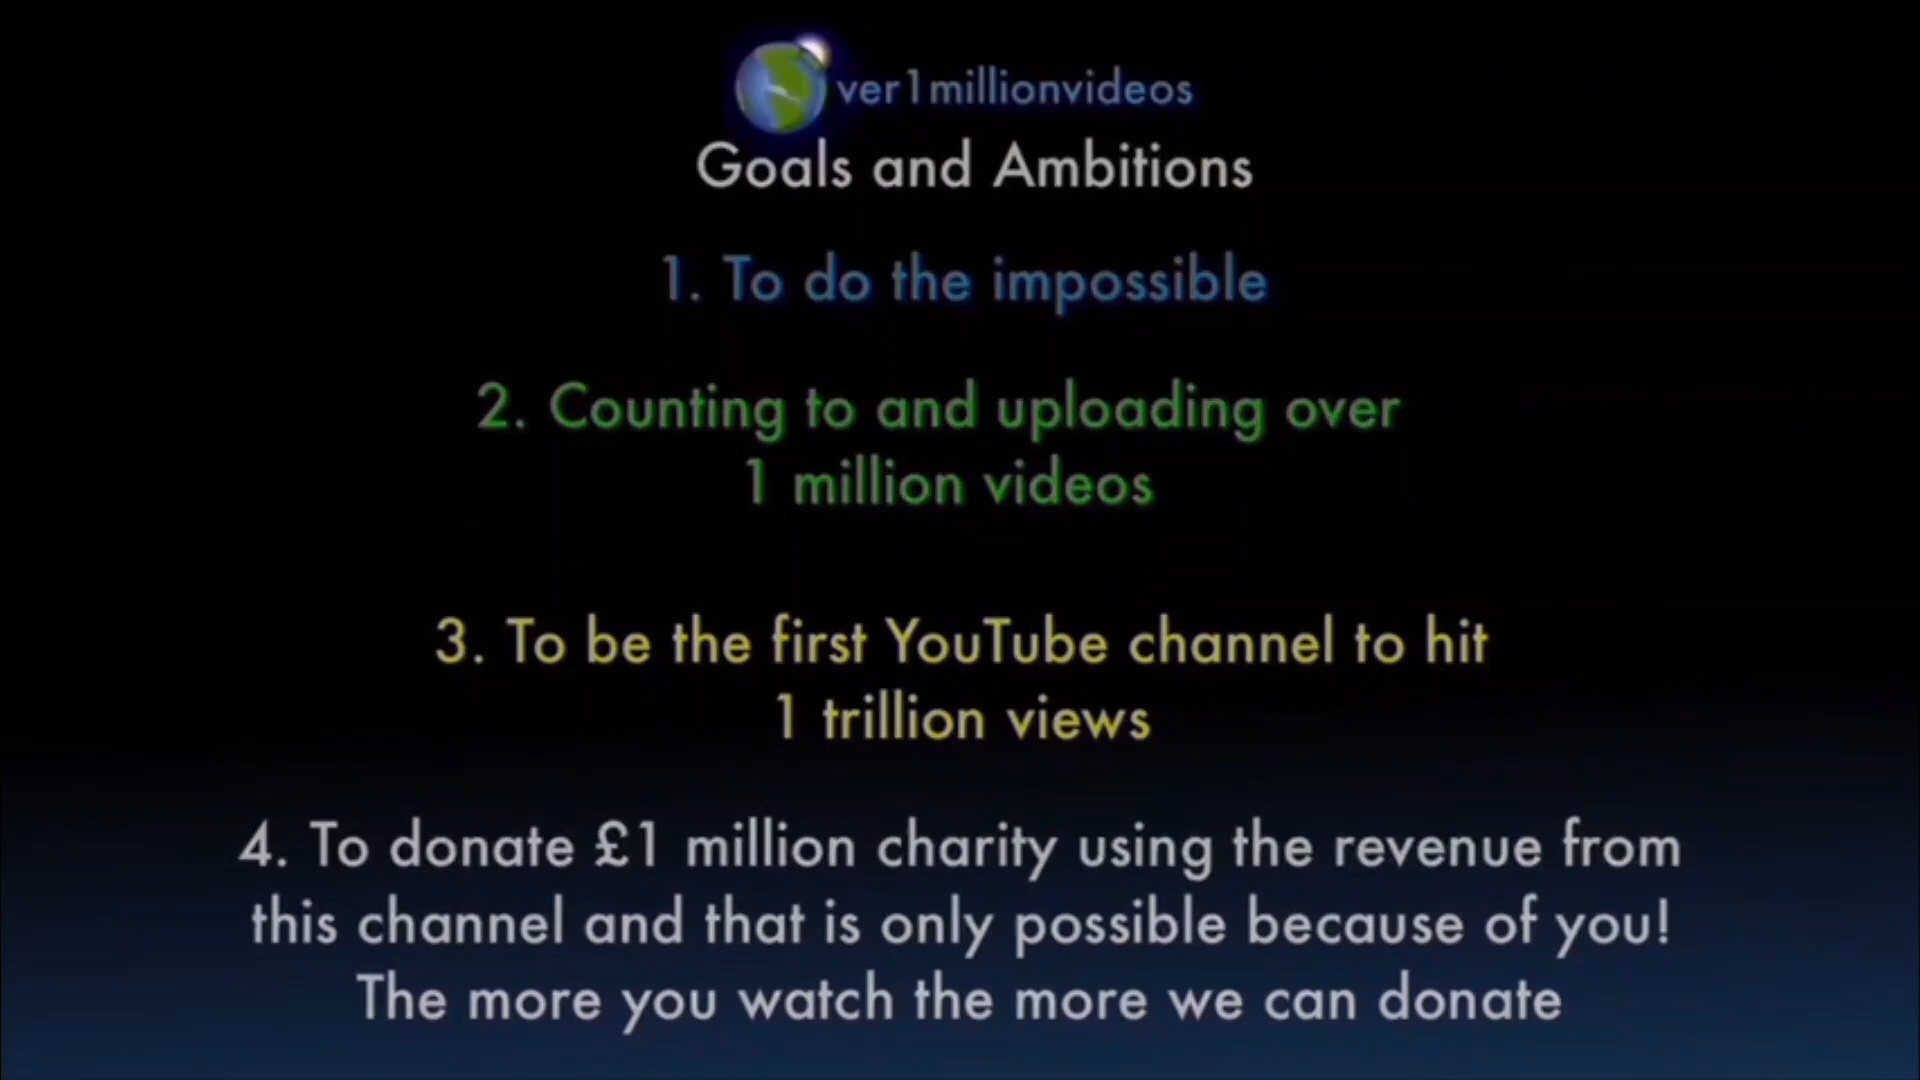 ver1millionvideos
Goals and Ambitions
1. To do the impossible
2. Counting to and uploading over
1 million videos
3. To be the first YouTube channel to hit
1 trillion views
4. To donate £1 million charity using the revenue from
this channel and that is only possible because of you!
The more you watch the more we can donate